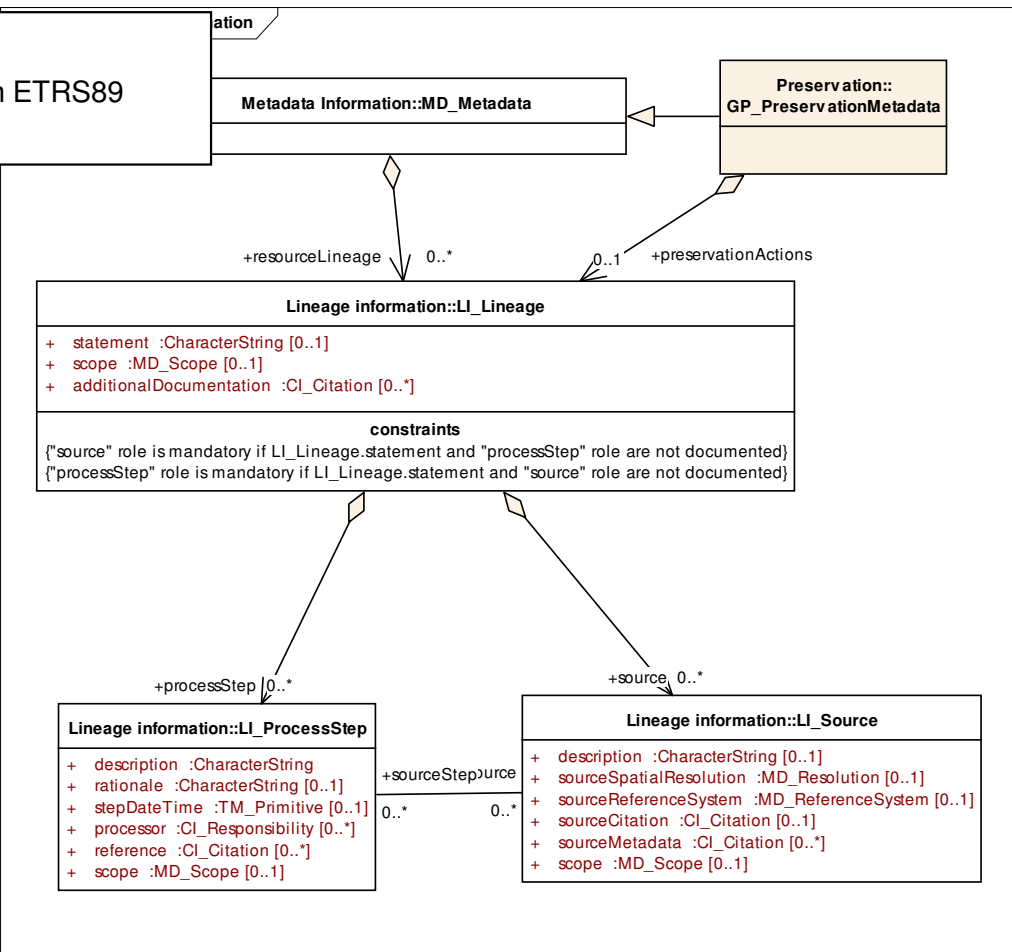 ation
n ETRS89
Metadata Information::MD_Metadata
Preservation::
GP_PreservationMetadata
+resourceLineage 0..*
0..1 +preservationActions
Lineage information::LI_Lineage
+ statement :CharacterString [0..1]
+ scope :MD_Scope [0..1]
+ additionalDocumentation :CI_Citation [0..*]
constraints
{"source" role is mandatory if LI_Lineage.statement and "processStep" role are not documented}
{"processStep" role is mandatory if LI_Lineage.statement and "source" role are not documented}
+processStep 0..*
+source 0..*
Lineage information::LI_ProcessStep
+ description :CharacterString
+ rationale :CharacterString [0..1]
+ stepDateTime :TM_Primitive [0..1]
+ processor :CI_Responsibility [0..*]
+ reference :CI_Citation [0..*]
+ scope :MD_Scope [0..1]
+sourceStep ource
0..* 0..*
Lineage information::LI_Source
+ description :CharacterString [0..1]
+ sourceSpatialResolution :MD_Resolution [0..1]
+ sourceReferenceSystem :MD_ReferenceSystem [0..1]
+ sourceCitation :CI_Citation [0..1]
+ sourceMetadata :CI_Citation [0..*]
+ scope :MD_Scope [0..1]